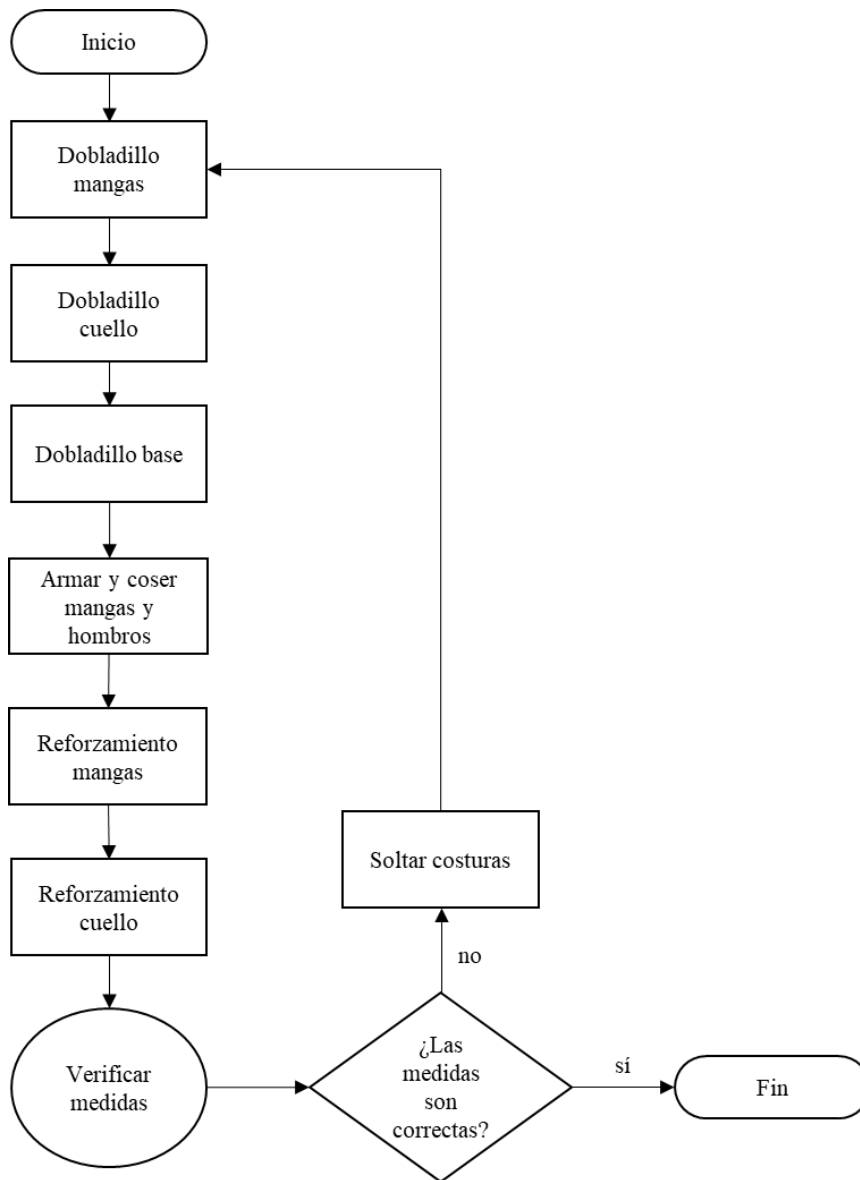 Inicio
Dobladillo
mangas
Dobladillo
cuello
Dobladillo base
Armar y coser
mangas y
hombros
Reforzamiento
mangas
Reforzamiento
cuello
Verificar
medidas
¿Las
medidas
son
correctas?
no
Soltar costuras
sí
Fin